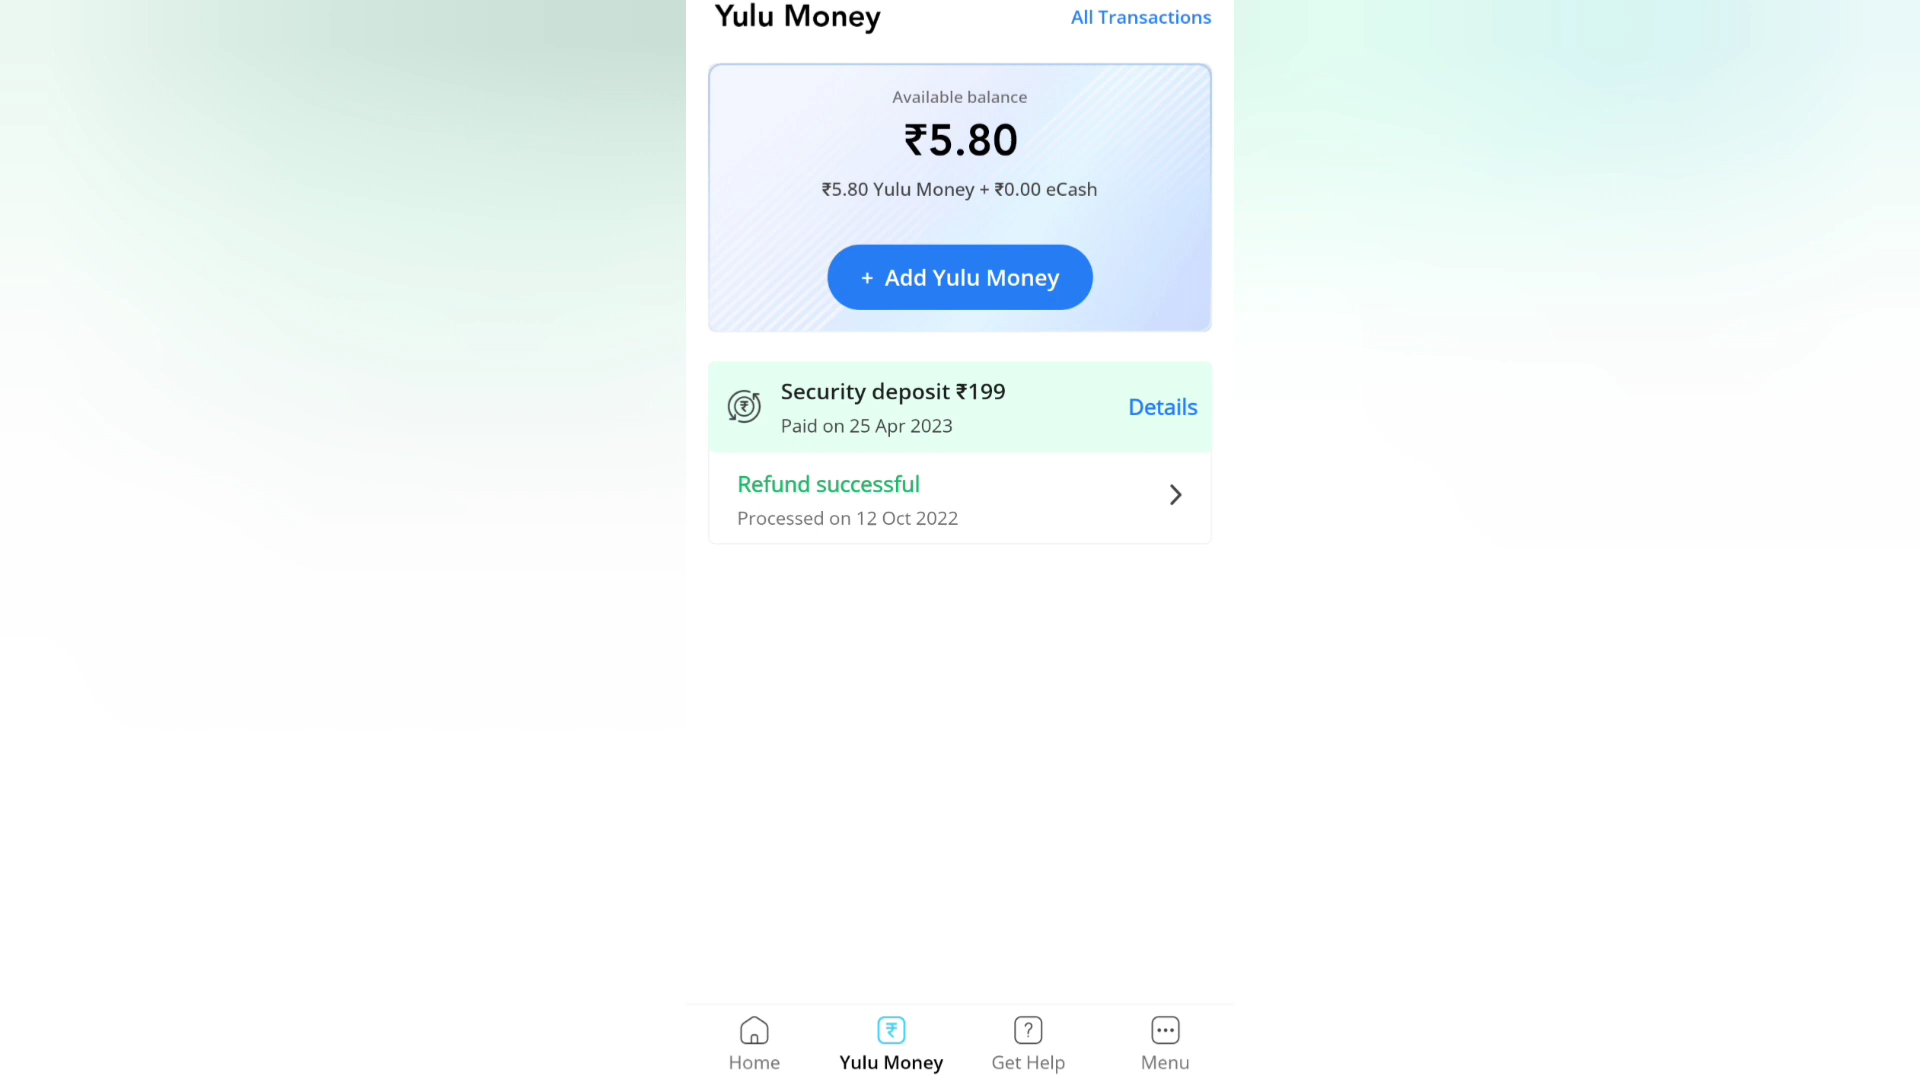 Yulu Money
All Transactions
Available balance
₹5.80
₹5.80 Yulu Money + ₹0.00 eCash
+ Add Yulu Money
Security deposit ₹199
Paid on 25 Apr 2023
Details
Refund successful
Processed on 12 Oct 2022
Home
Yulu Money
Get Help
Menu